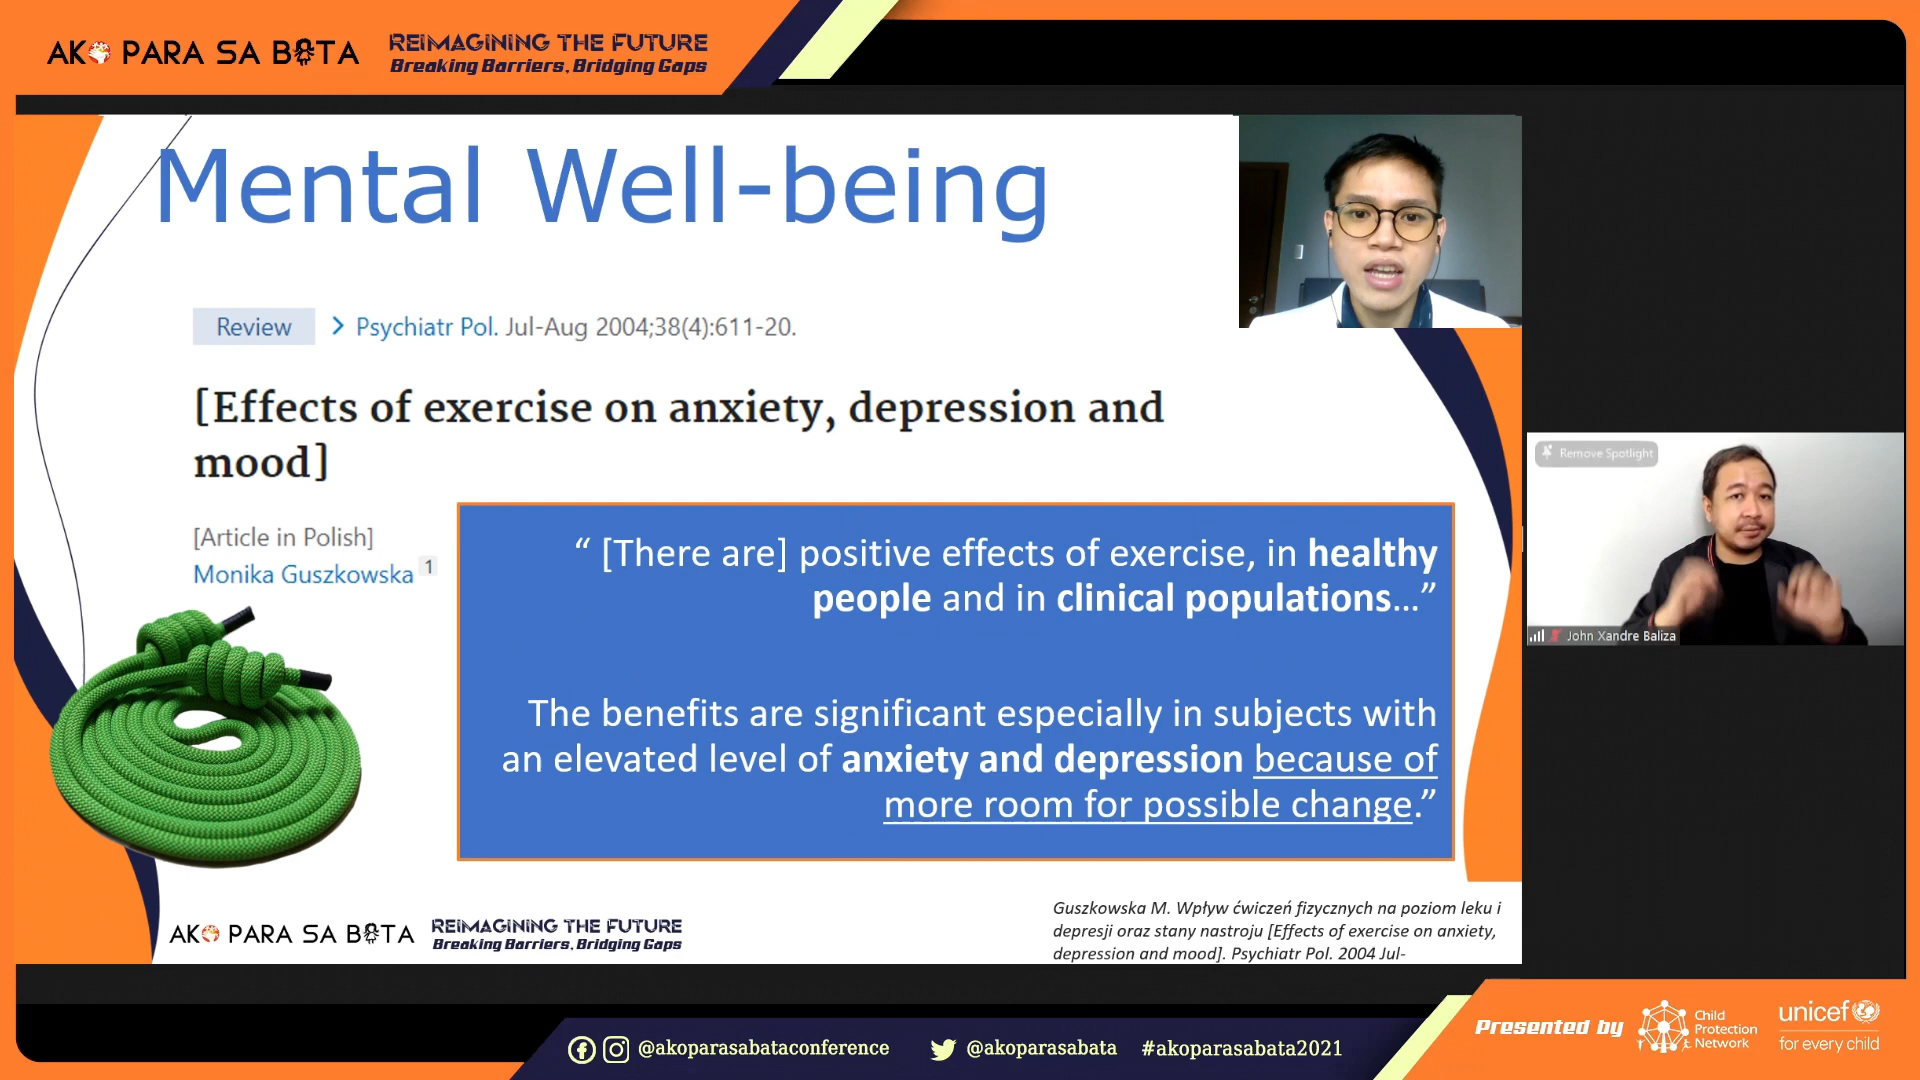 AKO PARA SA BATA
REIMAGINING THE FUTURE
Breaking Barriers, Bridging Gaps
Mental Well-being
Review > Psychiatr Pol. Jul-Aug 2004;38(4):611-20.
[Effects of exercise on anxiety, depression and
mood]
[Article in Polish]
Monika Guszkowska 1
“ [There are] positive effects of exercise, in healthy
people and in clinical populations…”
The benefits are significant especially in subjects with
an elevated level of anxiety and depression because of
more room for possible change.”
Guszkowska M. Wpływ ćwiczeń fizycznych na poziom leku i
depresji oraz stany nastroju [Effects of exercise on anxiety,
depression and mood]. Psychiatr Pol. 2004 Jul-
AKO PARA SA BATA
REIMAGINING THE FUTURE
Breaking Barriers, Bridging Gaps
Remove Spotlight
John Xandre Baliza
@akoparasabataconference
@akoparasabata
#akoparasabata2021
Presented by
Child
Protection
Network
unicef
for every child